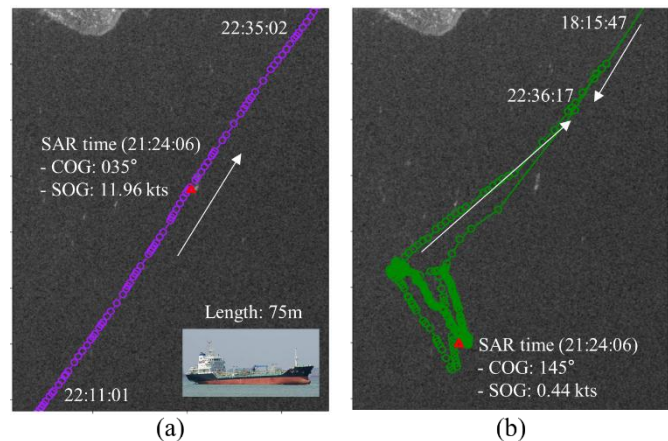 22:35:02
SAR time (21:24:06)
- COG: 035°
- SOG: 11.96 kts
Length: 75m
22:11:01
(a)
18:15:47
22:36:17
SAR time (21:24:06)
- COG: 145°
- SOG: 0.44 kts
(b)